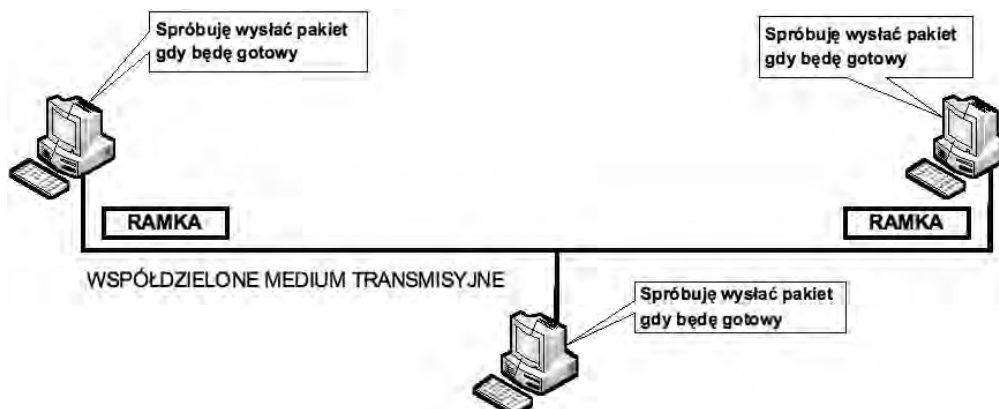 Spróbuję wysłać pakiet
gdy będę gotowy
Spróbuję wysłać pakiet
gdy będę gotowy
RAMKA
RAMKA
WSPÓŁDZIELONE MEDIUM TRANSMISYJNE
Spróbuję wysłać pakiet
gdy będę gotowy